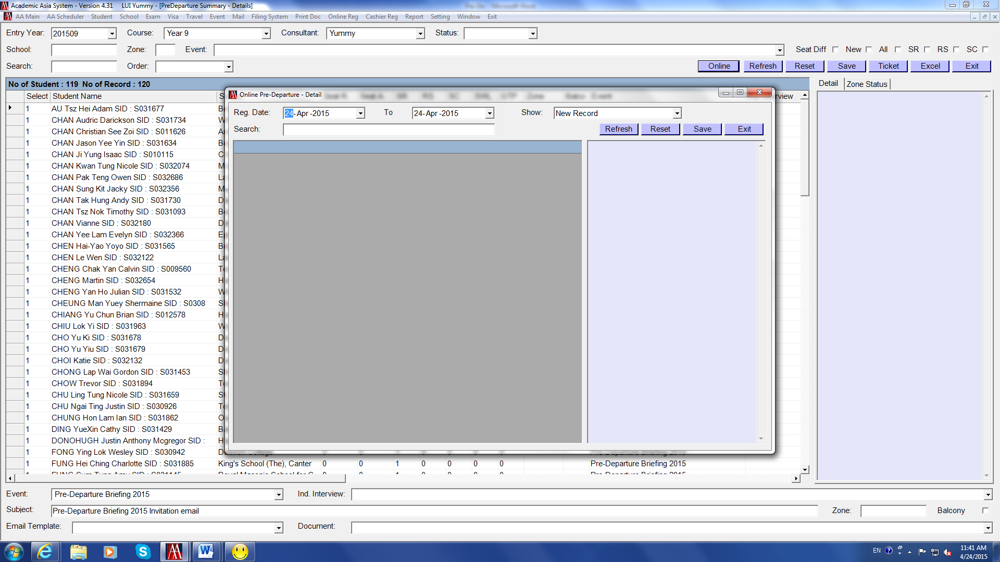 Academic Asia System - Version 4.31 LUI Yummy - [PreDeparture Summary - Details]
AA Main AA Scheduler Student School Exam Visa Travel Event Mail Filing System Print Doc Online Reg Cashier Reg Report Setting Window Exit
Entry Year: 201509 Course: Year 9 Consultant: Yummy Status:
School: Zone: Event: Seat Diff New All SR RS SC
Search: Order: Online Refresh Reset Save Ticket Excel Exit
No of Student : 119 No of Record : 120
Detail Zone Status
Select Student Name
Online Pre-Departure - Detail
Reg. Date: 24-Apr -2015 To 24-Apr -2015 Show: New Record
Search: Refresh Reset Save Exit
1 AU Tsz Hei Adam SID : S031677
1 CHAN Audric Darickson SID : S031734
1 CHAN Christian See Zoi SID : S011626
1 CHAN Jason Yee Yin SID : S031634
1 CHAN Ji Yung Isaac SID : S010115
1 CHAN Kwan Tung Nicole SID : S032074
1 CHAN Pak Teng Owen SID : S032686
1 CHAN Sung Kit Jacky SID : S032356
1 CHAN Tak Hung Andy SID : S031730
1 CHAN Tsz Nok Timothy SID : S031093
1 CHAN Vianne SID : S032180
1 CHAN Yee Lam Evelyn SID : S032366
1 CHEN Hai-Yao Yoyo SID : S031565
1 CHEN Le Wen SID : S032122
1 CHENG Chak Yan Calvin SID : S009560
1 CHENG Martin SID : S032654
1 CHENG Yan Ho Julian SID : S031532
1 CHEUNG Man Yuey Shermaine SID : S0308
1 CHIANG Yu Chun Brian SID : S012578
1 CHIU Lok Yi SID : S031963
1 CHO Yu Ki SID : S031678
1 CHO Yu Yiu SID : S031679
1 CHOI Katie SID : S032132
1 CHONG Lap Wai Gordon SID : S031453
1 CHOW Trevor SID : S031894
1 CHU Ling Tung Nicole SID : S031659
1 CHU Ngai Ting Justin SID : S030926
1 CHUNG Hon Lam Ian SID : S031862
1 DING YueXin Cathy SID : S031429
1 DONOHUGH Justin Anthony Mcgregor SID :
1 FONG Ying Lok Wesley SID : S030942
1 FUNG Hei Ching Charlotte SID : S031885 King's School (The), Canter 0 0 1 0 0 0 0 Pre-Departure Briefing 2015
Event: Pre-Departure Briefing 2015 Ind. Interview:
Subject: Pre-Departure Briefing 2015 Invitation email Zone: Balcony
Email Template: Document:
EN 11:41 AM
4/24/2015